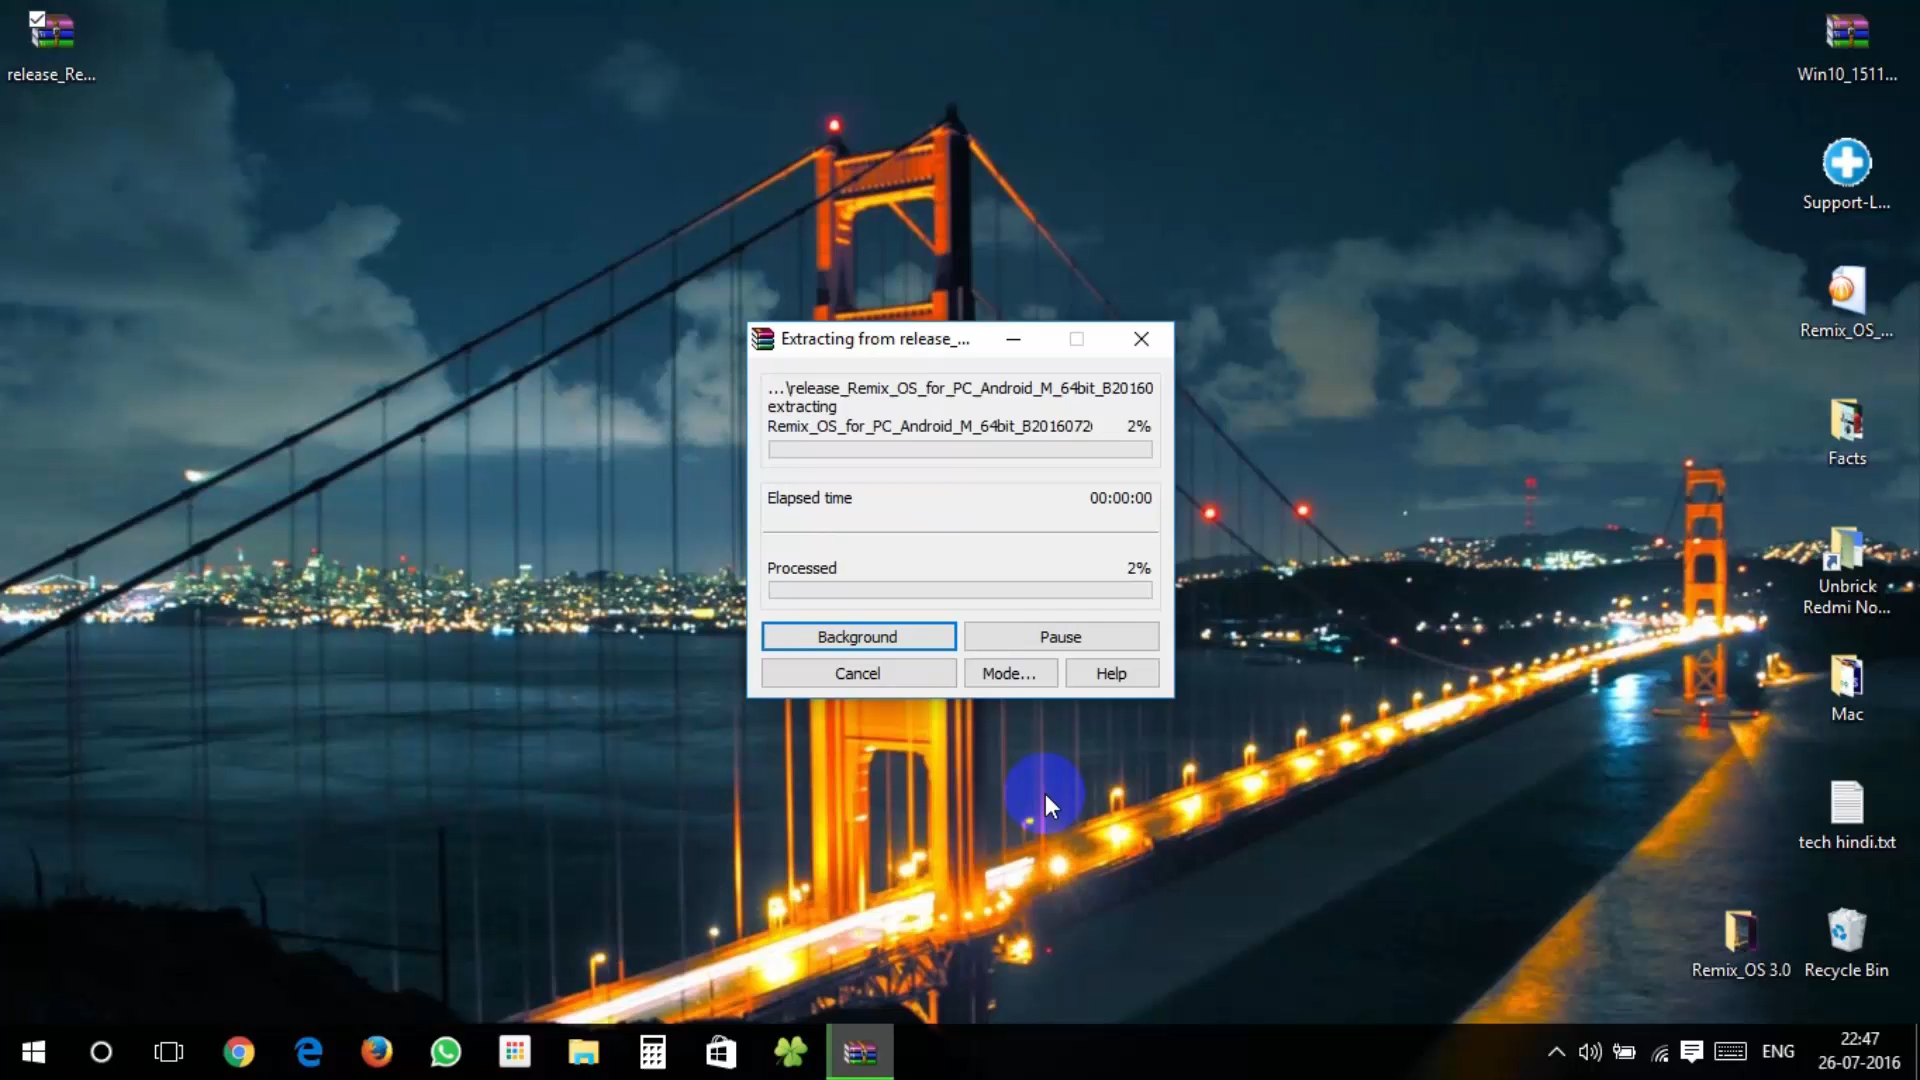 release_Re...
Win10_1511...
Support-L...
Remix_OS_...
Facts
Unbrick
Redmi No...
Mac
tech hindi.txt
Remix_OS 3.0
Recycle Bin
Extracting from release_...
...\release_Remix_OS_for_PC_Android_M_64bit_B20160
extracting
Remix_OS_for_PC_Android_M_64bit_B2016072 2%
Elapsed time 00:00:00
Processed 2%
Background Pause
Cancel Mode... Help
ENG
22:47
26-07-2016